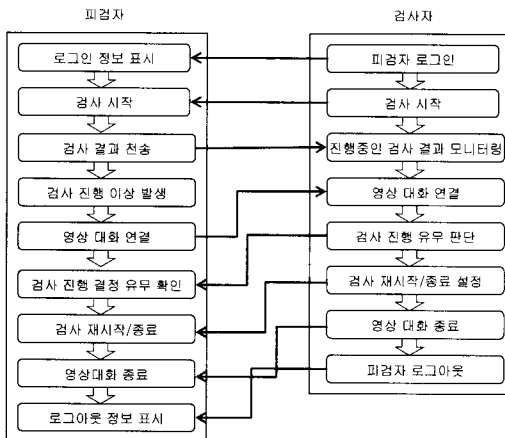 피검자
검사자
로그인 정보 표시
검사 시작
검사 결과 전송
검사 진행 이상 발생
영상 대화 연결
검사 진행 결정 유무 확인
검사 재시작/종료
영상대화 종료
로그아웃 정보 표시
피검자 로그인
검사 시작
진행중인 검사 결과 모니터링
영상 대화 연결
검사 진행 유무 판단
검사 재시작/종료 설정
영상 대화 종료
피검자 로그아웃